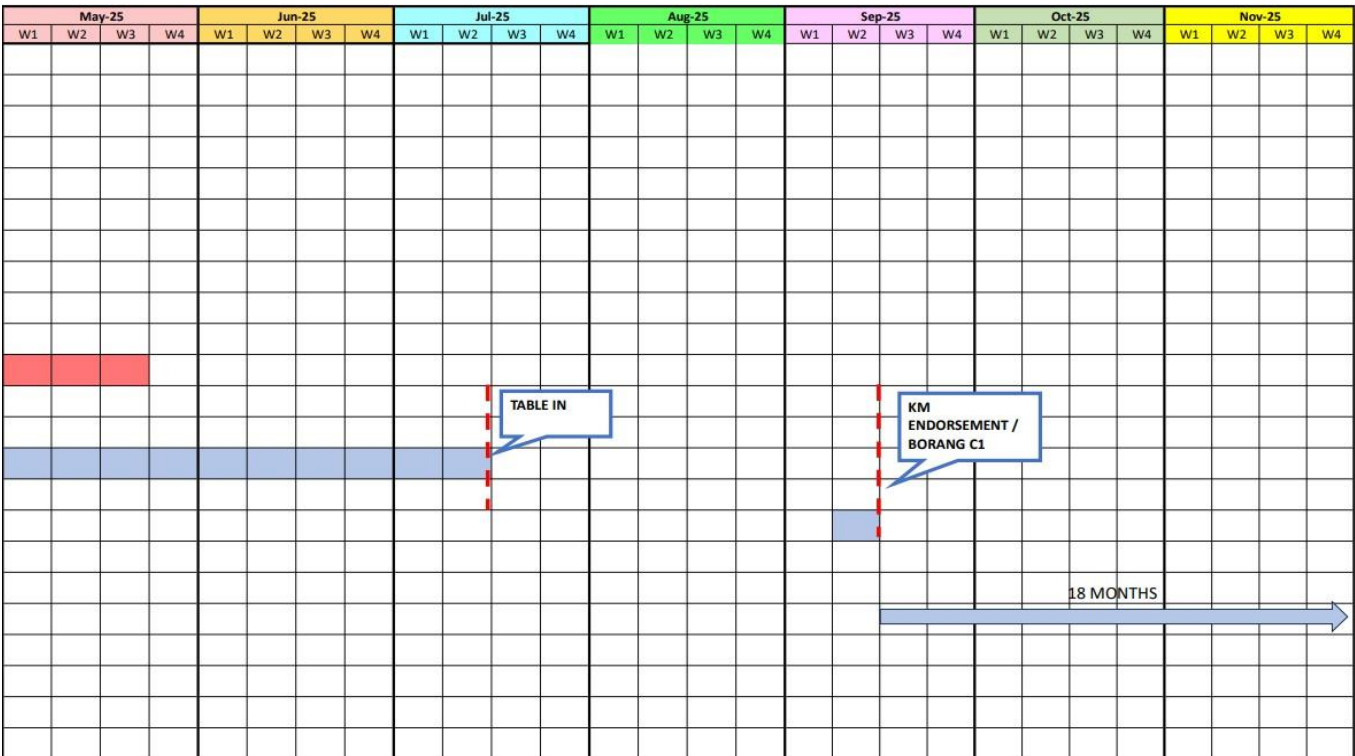 May-25 Jun-25 Jul-25 Aug-25 Sep-25 Oct-25 Nov-25
W1 W2 W3 W4 W1 W2 W3 W4 W1 W2 W3 W4 W1 W2 W3 W4 W1 W2 W3 W4 W1 W2 W3 W4 W1 W2 W3 W4
TABLE IN
KM
ENDORSEMENT /
BORANG C1
18 MONTHS